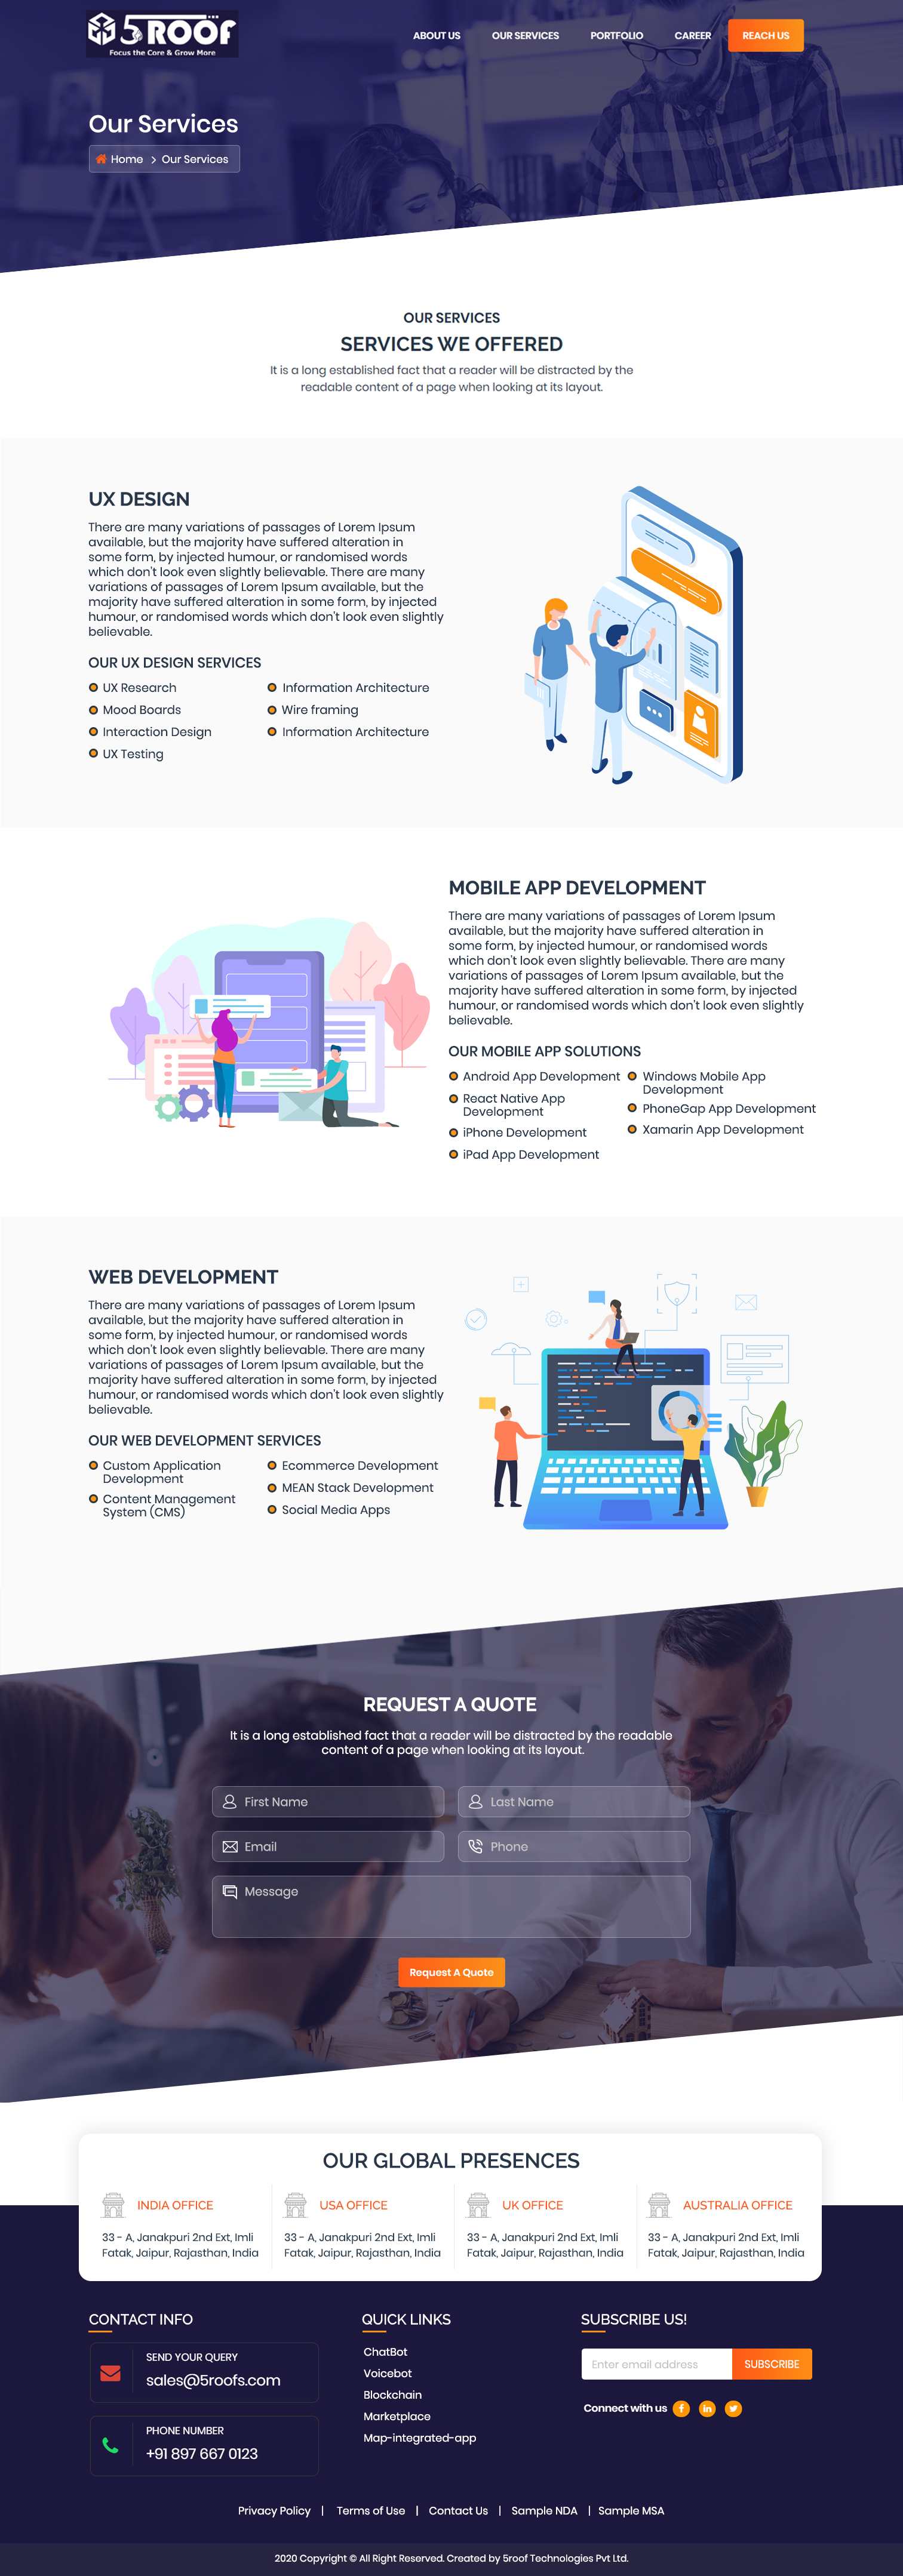 5ROOF
Focus the Core & Grow More
ABOUT US
OUR SERVICES
PORTFOLIO
CAREER
REACH US
Our Services
Home > Our Services
OUR SERVICES
SERVICES WE OFFERED
It is a long established fact that a reader will be distracted by the
readable content of a page when looking at its layout.
UX DESIGN
There are many variations of passages of Lorem Ipsum
available, but the majority have suffered alteration in
some form, by injected humour, or randomised words
which don't look even slightly believable. There are many
variations of passages of Lorem Ipsum available, but the
majority have suffered alteration in some form, by injected
humour, or randomised words which don't look even slightly
believable.
OUR UX DESIGN SERVICES
UX Research
Mood Boards
Interaction Design
UX Testing
Information Architecture
Wire framing
Information Architecture
MOBILE APP DEVELOPMENT
There are many variations of passages of Lorem Ipsum
available, but the majority have suffered alteration in
some form, by injected humour, or randomised words
which don't look even slightly believable. There are many
variations of passages of Lorem Ipsum available, but the
majority have suffered alteration in some form, by injected
humour, or randomised words which don't look even slightly
believable.
OUR MOBILE APP SOLUTIONS
Android App Development
React Native App
Development
iPhone Development
iPad App Development
Windows Mobile App
Development
PhoneGap App Development
Xamarin App Development
WEB DEVELOPMENT
There are many variations of passages of Lorem Ipsum
available, but the majority have suffered alteration in
some form, by injected humour, or randomised words
which don't look even slightly believable. There are many
variations of passages of Lorem Ipsum available, but the
majority have suffered alteration in some form, by injected
humour, or randomised words which don't look even slightly
believable.
OUR WEB DEVELOPMENT SERVICES
Custom Application
Development
Content Management
System (CMS)
Ecommerce Development
MEAN Stack Development
Social Media Apps
REQUEST A QUOTE
It is a long established fact that a reader will be distracted by the readable
content of a page when looking at its layout.
First Name
Last Name
Email
Phone
Message
Request A Quote
OUR GLOBAL PRESENCES
INDIA OFFICE
33 - A, Janakpuri 2nd Ext, Imli
Fatak, Jaipur, Rajasthan, India
USA OFFICE
33 - A, Janakpuri 2nd Ext, Imli
Fatak, Jaipur, Rajasthan, India
UK OFFICE
33 - A, Janakpuri 2nd Ext, Imli
Fatak, Jaipur, Rajasthan, India
AUSTRALIA OFFICE
33 - A, Janakpuri 2nd Ext, Imli
Fatak, Jaipur, Rajasthan, India
CONTACT INFO
SEND YOUR QUERY
sales@5roofs.com
PHONE NUMBER
+91 897 667 0123
QUICK LINKS
ChatBot
Voicebot
Blockchain
Marketplace
Map-integrated-app
SUBSCRIBE US!
Enter email address
SUBSCRIBE
Connect with us
Privacy Policy | Terms of Use | Contact Us | Sample NDA | Sample MSA
2020 Copyright © All Right Reserved. Created by 5roof Technologies Pvt Ltd.